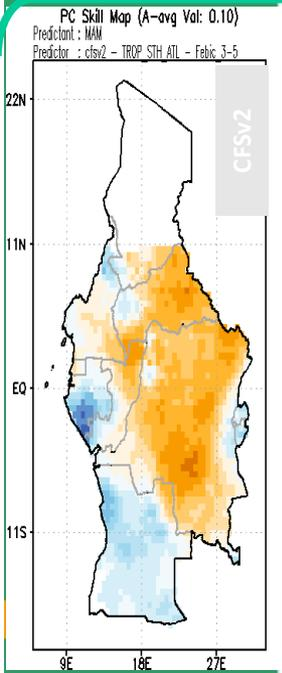 PC Skill Map (A-avg Val: 0.10)
Predictant : MAM
Predictor : cfsv2 - TROP STH ATL - Febic 3-5
CFSv2
22N
11N
EQ
11S
9E 18E 27E